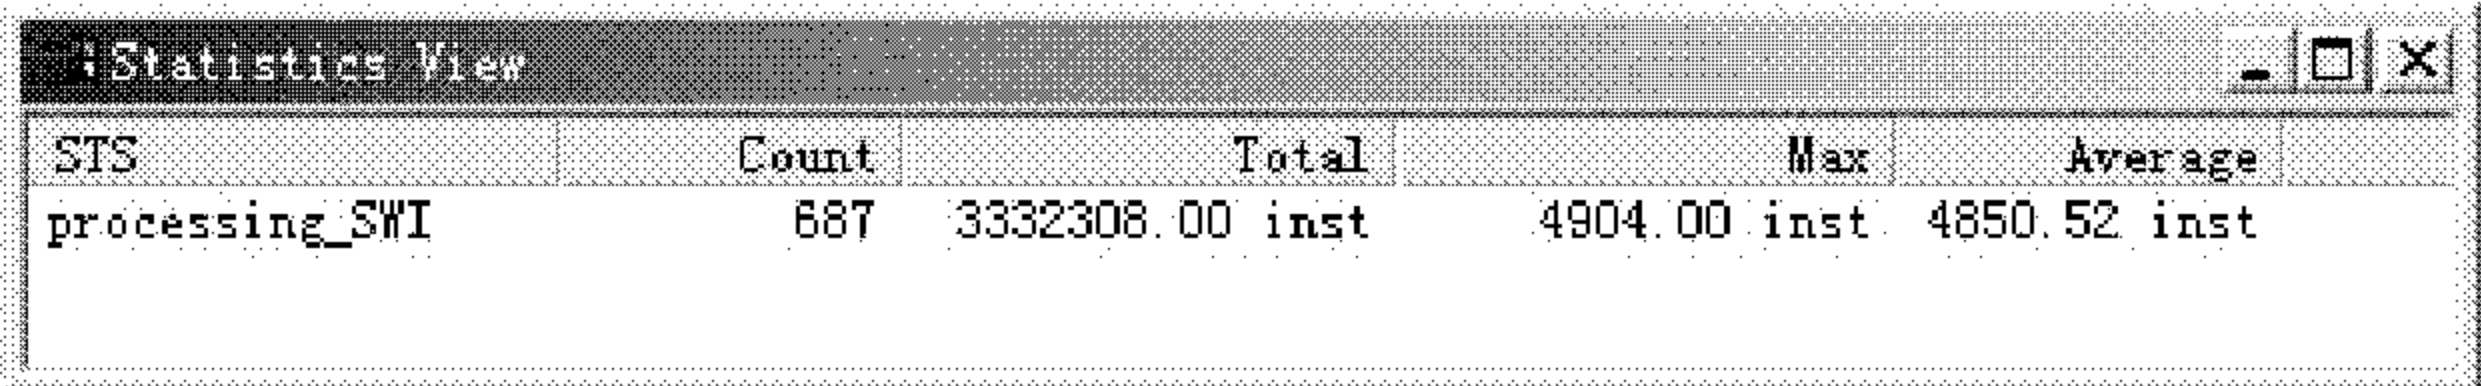 Statistics View
STS Count Total Max Average
processing_SWI 687 3332308.00 inst 4904.00 inst 4850.52 inst